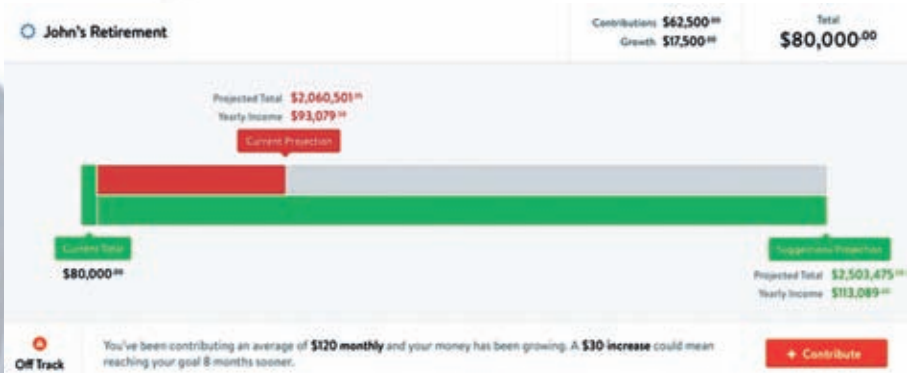 John's Retirement
Contributions $62,500.00
Growth $17,500.00
Total
$80,000.00
Projected Total $2,060,501
Yearly Income $93,079
Current Projection
Current Total
$80,000.00
Suggestions Projection
Projected Total $2,503,475
Yearly Income $113,089
Off Track
You've been contributing an average of $120 monthly and your money has been growing. A $30 increase could mean
reaching your goal 8 months sooner.
+ Contribute